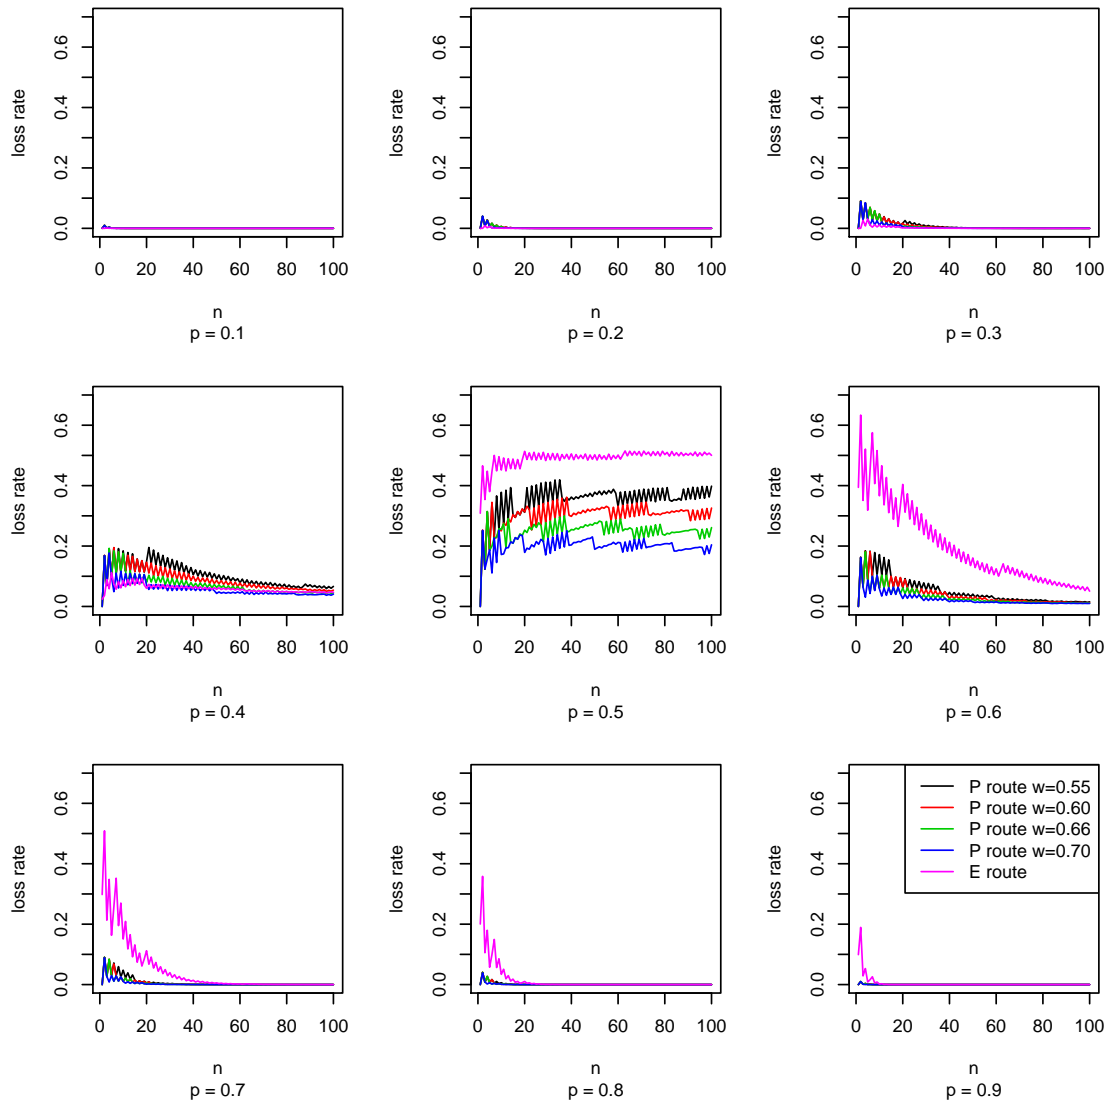 loss rate
0.0 0.2 0.4 0.6
0 20 40 60 80 100
n
p = 0.1
loss rate
0.0 0.2 0.4 0.6
0 20 40 60 80 100
n
p = 0.2
loss rate
0.0 0.2 0.4 0.6
0 20 40 60 80 100
n
p = 0.3
loss rate
0.0 0.2 0.4 0.6
0 20 40 60 80 100
n
p = 0.4
loss rate
0.0 0.2 0.4 0.6
0 20 40 60 80 100
n
p = 0.5
loss rate
0.0 0.2 0.4 0.6
0 20 40 60 80 100
n
p = 0.6
loss rate
0.0 0.2 0.4 0.6
0 20 40 60 80 100
n
p = 0.7
loss rate
0.0 0.2 0.4 0.6
0 20 40 60 80 100
n
p = 0.8
loss rate
0.0 0.2 0.4 0.6
0 20 40 60 80 100
n
p = 0.9
P route w=0.55
P route w=0.60
P route w=0.66
P route w=0.70
E route